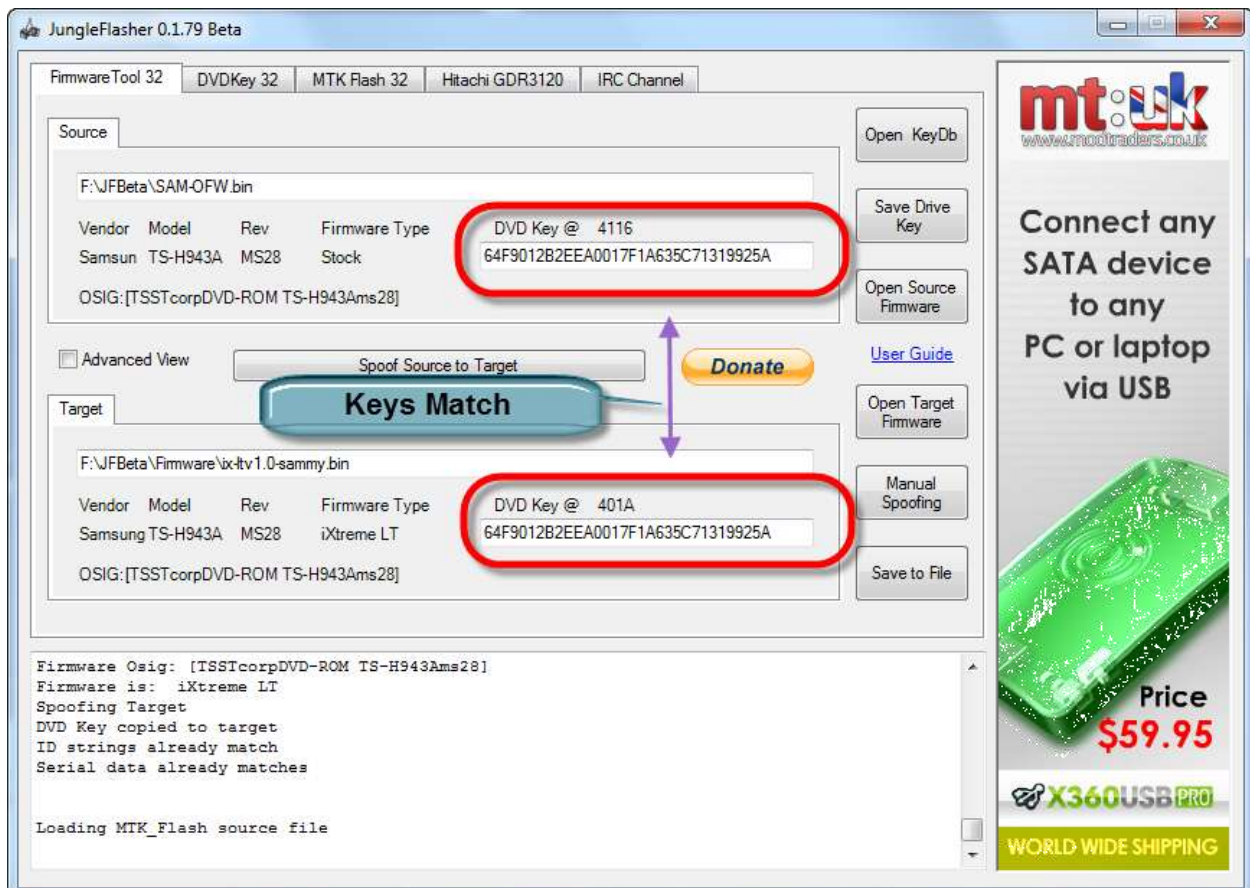 JungleFlasher 0.1.79 Beta
FirmwareTool 32
DVDKey 32
MTK Flash 32
Hitachi GDR3120
IRC Channel
Source
F:\JFBeta\SAM-OFW.bin
Vendor Model Rev Firmware Type DVD Key @ 4116
Samsun TS-H943A MS28 Stock 64F9012B2EEA0017F1A635C71319925A
OSIG:[TSSTcorpDVD-ROM TS-H943Ams28]
Open KeyDb
Save Drive
Key
Open Source
Firmware
Advanced View
Spoof Source to Target
Donate
User Guide
Keys Match
Target
F:\JFBeta\Firmware\ix-ltv1.0-sammy.bin
Vendor Model Rev Firmware Type DVD Key @ 401A
Samsung TS-H943A MS28 iXtreme LT 64F9012B2EEA0017F1A635C71319925A
OSIG:[TSSTcorpDVD-ROM TS-H943Ams28]
Open Target
Firmware
Manual
Spoofing
Save to File
Firmware Osig: [TSSTcorpDVD-ROM TS-H943Ams28]
Firmware is: iXtreme LT
Spoofing Target
DVD Key copied to target
ID strings already match
Serial data already matches
Loading MTK_Flash source file
mt:uk
www.modtraders.co.uk
Connect any
SATA device
to any
PC or laptop
via USB
Price
$59.95
X360USB PRO
WORLD WIDE SHIPPING